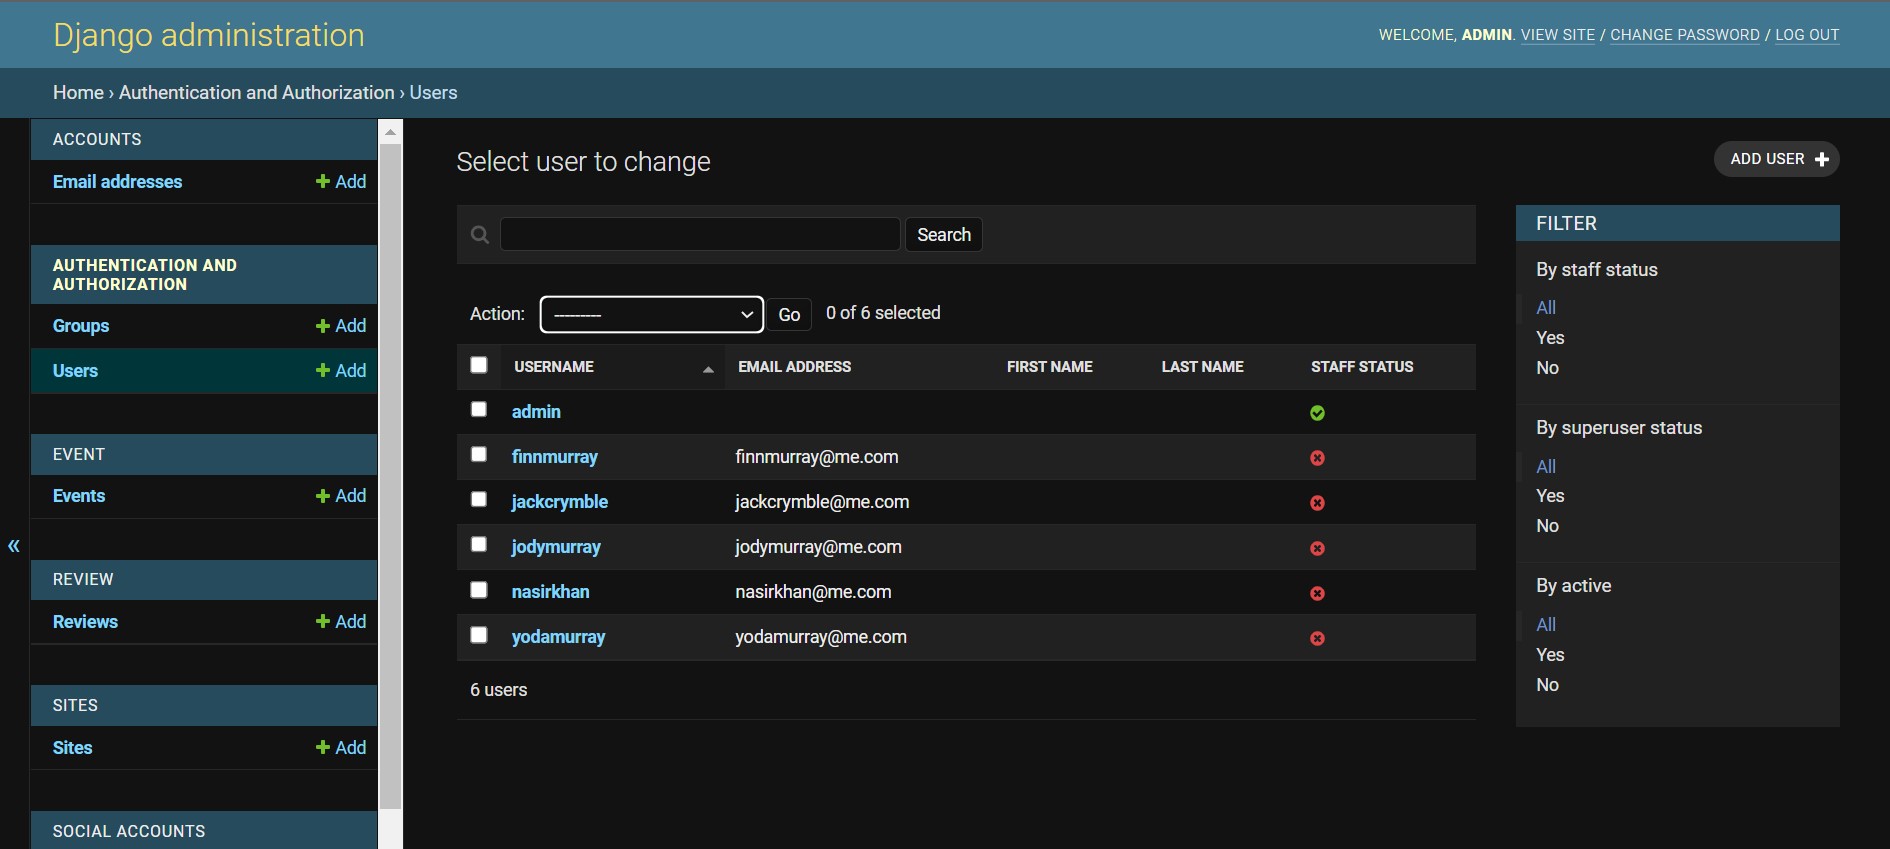 Django administration
WELCOME, ADMIN. VIEW SITE / CHANGE PASSWORD / LOG OUT
Home › Authentication and Authorization › Users
ACCOUNTS
Email addresses + Add
AUTHENTICATION AND
AUTHORIZATION
Groups + Add
Users + Add
EVENT
Events + Add
REVIEW
Reviews + Add
SITES
Sites + Add
SOCIAL ACCOUNTS
«
Select user to change
ADD USER +
Search
Action: --------- Go 0 of 6 selected
USERNAME EMAIL ADDRESS FIRST NAME LAST NAME STAFF STATUS
admin
finnmurray finnmurray@me.com
jackcrymble jackcrymble@me.com
jodymurray jodymurray@me.com
nasirkhan nasirkhan@me.com
yodamurray yodamurray@me.com
6 users
FILTER
By staff status
All
Yes
No
By superuser status
All
Yes
No
By active
All
Yes
No